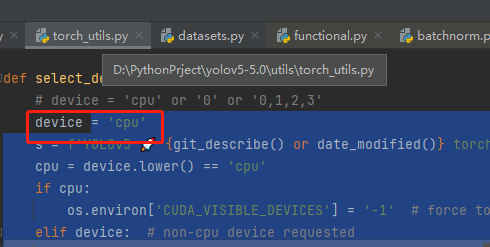 torch_utils.py datasets.py functional.py batchnorm.py
D:\PythonPrject\yolov5-5.0\utils\torch_utils.py
def select_de
# device = 'cpu' or '0' or '0,1,2,3'
device = 'cpu'
s = f'YOLOv5 🚀 {git_describe() or date_modified()} torc
cpu = device.lower() == 'cpu'
if cpu:
os.environ['CUDA_VISIBLE_DEVICES'] = '-1' # force to
elif device: # non-cpu device requested